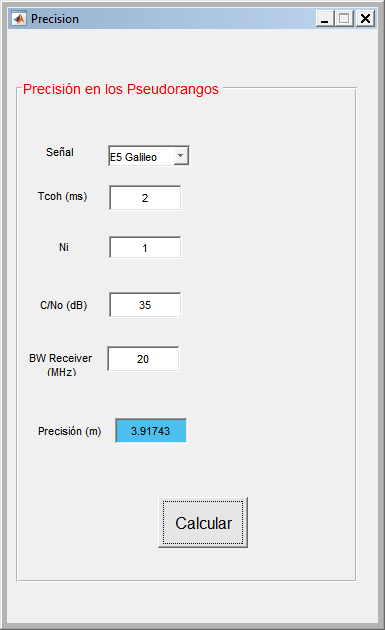 Precision
Precisión en los Pseudorangos
Señal
E5 Galileo
Tcoh (ms)
2
Ni
1
C/No (dB)
35
BW Receiver
(MHz)
20
Precisión (m)
3.91743
Calcular